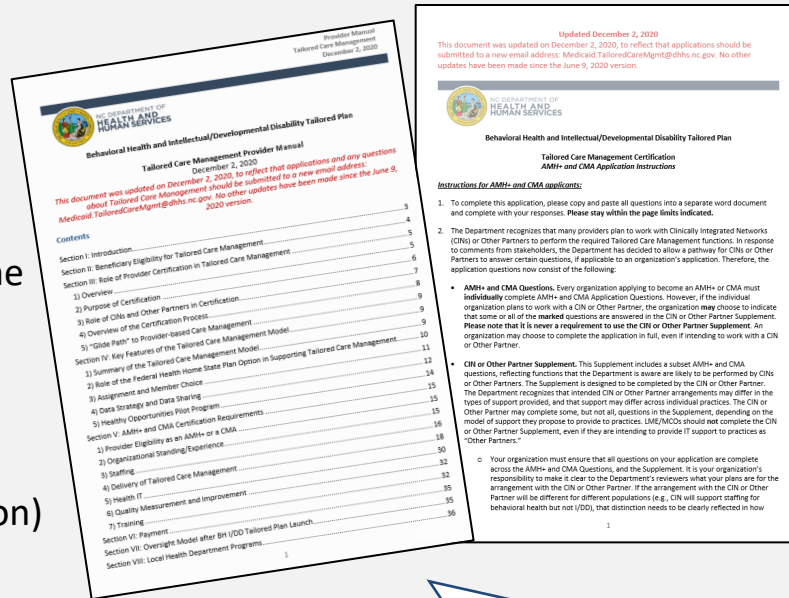 ne
on)
Provider Manual
Tailored Care Management
December 2, 2020
NC DEPARTMENT OF
HEALTH AND
HUMAN SERVICES
Behavioral Health and Intellectual/Developmental Disability Tailored Plan
Tailored Care Management Provider Manual
December 2, 2020
This document was updated on December 2, 2020, to reflect that applications and any questions
about Tailored Care Management should be submitted to a new email address:
Medicaid.TailoredCareMgmt@dhhs.nc.gov. No other updates have been made since the June 9,
2020 version.
Contents
Section I: Introduction 3
Section II: Beneficiary Eligibility for Tailored Care Management 4
Section III: Role of Provider Certification in Tailored Care Management 5
1) Overview 5
2) Purpose of Certification 6
3) Role of CINs and Other Partners in Certification 7
4) Overview of the Certification Process 8
5) "Glide Path" to Provider-based Care Management 9
Section IV: Key Features of the Tailored Care Management Model 9
1) Summary of the Tailored Care Management Model 9
2) Role of the Federal Health Home State Plan Option in Supporting Tailored Care Management 10
3) Assignment and Member Choice 11
4) Data Strategy and Data Sharing 12
5) Healthy Opportunities Pilot Program 14
Section V: AMH+ and CMA Certification Requirements 15
1) Provider Eligibility as an AMH+ or a CMA 15
2) Organizational Standing/Experience 15
3) Staffing 16
4) Delivery of Tailored Care Management 18
5) Health IT 30
6) Quality Measurement and Improvement 32
7) Training 32
Section VI: Payment 35
Section VII: Oversight Model after BH I/DD Tailored Plan Launch 35
Section VIII: Local Health Department Programs 36
1
Updated December 2, 2020
This document was updated on December 2, 2020, to reflect that applications should be
submitted to a new email address: Medicaid.TailoredCareMgmt@dhhs.nc.gov. No other
updates have been made since the June 9, 2020 version.
NC DEPARTMENT OF
HEALTH AND
HUMAN SERVICES
Behavioral Health and Intellectual/Developmental Disability Tailored Plan
Tailored Care Management Certification
AMH+ and CMA Application Instructions
Instructions for AMH+ and CMA applicants:
1. To complete this application, please copy and paste all questions into a separate word document
and complete with your responses. Please stay within the page limits indicated.
2. The Department recognizes that many providers plan to work with Clinically Integrated Networks
(CINs) or Other Partners to perform the required Tailored Care Management functions. In response
to comments from stakeholders, the Department has decided to allow a pathway for CINs or Other
Partners to answer certain questions, if applicable to an organization's application. Therefore, the
application questions now consist of the following:
• AMH+ and CMA Questions. Every organization applying to become an AMH+ or CMA must
individually complete AMH+ and CMA Application Questions. However, if the individual
organization plans to work with a CIN or Other Partner, the organization may choose to indicate
that some or all of the marked questions are answered in the CIN or Other Partner Supplement.
Please note that it is never a requirement to use the CIN or Other Partner Supplement. An
organization may choose to complete the application in full, even if intending to work with a CIN
or Other Partner.
• CIN or Other Partner Supplement. This Supplement includes a subset AMH+ and CMA
questions, reflecting functions that the Department is aware are likely to be performed by CINs
or Other Partners. The Supplement is designed to be completed by the CIN or Other Partner.
The Department recognizes that intended CIN or Other Partner arrangements may differ in the
types of support provided, and that support may differ across individual practices. The CIN or
Other Partner may complete some, but not all, questions in the Supplement, depending on the
model of support they propose to provide to practices. LME/MCOs should not complete the CIN
or Other Partner Supplement, even if they are intending to provide IT support to practices as
"Other Partners."
o Your organization must ensure that all questions on your application are complete
across the AMH+ and CMA Questions, and the Supplement. It is your organization's
responsibility to make it clear to the Department's reviewers what your plans are for the
arrangement with the CIN or Other Partner. If the arrangement with the CIN or Other
Partner will be different for different populations (e.g., CIN will support staffing for
behavioral health but not I/DD), that distinction needs to be clearly reflected in how
1